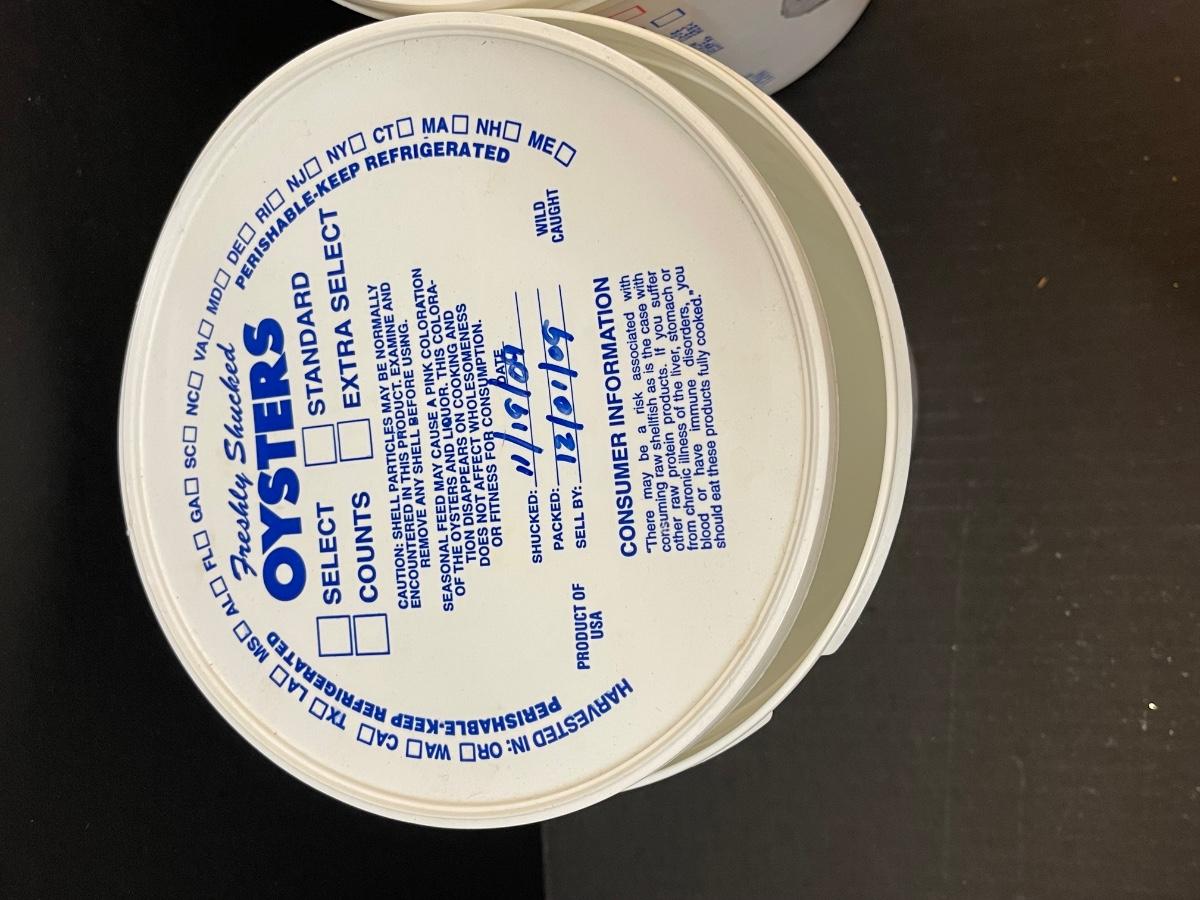 HARVESTED IN: OR□ WA□ CA□ TX□ LA□ MS□ AL□ FL□ GA□ SC□ NC□ VA□ MD□ DE□ RI□ NJ□ NY□ CT□ MA□ NH□ ME□
PERISHABLE-KEEP REFRIGERATED
PERISHABLE-KEEP REFRIGERATED
Freshly Shucked
OYSTERS
□ SELECT □ STANDARD
□ COUNTS □ EXTRA SELECT
CAUTION: SHELL PARTICLES MAY BE NORMALLY
ENCOUNTERED IN THIS PRODUCT. EXAMINE AND
REMOVE ANY SHELL BEFORE USING.
SEASONAL FEED MAY CAUSE A PINK COLORATION
OF THE OYSTERS AND LIQUOR. THIS COLORA-
TION DISAPPEARS ON COOKING AND
DOES NOT AFFECT WHOLESOMENESS
OR FITNESS FOR CONSUMPTION.
DATE
SHUCKED: 11/19/09
PACKED:
SELL BY: 12/01/09
PRODUCT OF
USA
WILD
CAUGHT
CONSUMER INFORMATION
"There may be a risk associated with
consuming raw shellfish as is the case with
other raw protein products. If you suffer
from chronic illness of the liver, stomach or
blood or have immune disorders, you
should eat these products fully cooked."